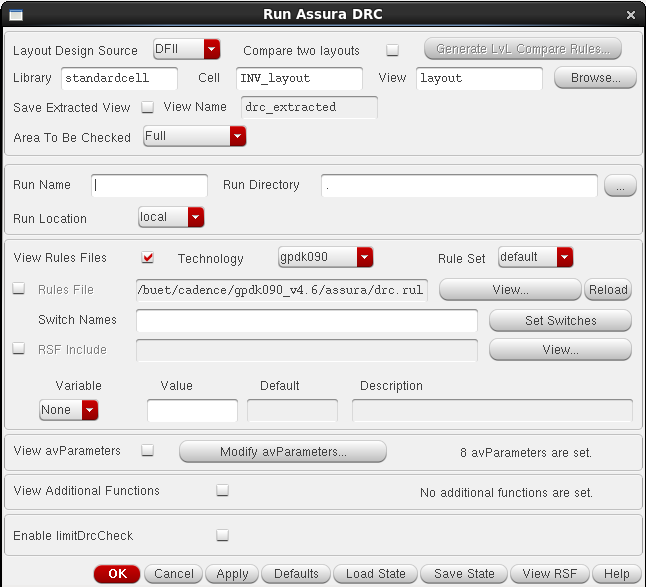 Run Assura DRC
Layout Design Source DFII Compare two layouts Generate LvL Compare Rules...
Library standardcell Cell INV_layout View layout Browse...
Save Extracted View View Name drc_extracted
Area To Be Checked Full
Run Name Run Directory . ...
Run Location local
View Rules Files Technology gpdk090 Rule Set default
Rules File /buet/cadence/gpdk090_v4.6/assura/drc.rul View... Reload
Switch Names Set Switches
RSF Include View...
Variable Value Default Description
None
View avParameters Modify avParameters... 8 avParameters are set.
View Additional Functions No additional functions are set.
Enable limitDrcCheck
OK Cancel Apply Defaults Load State Save State View RSF Help